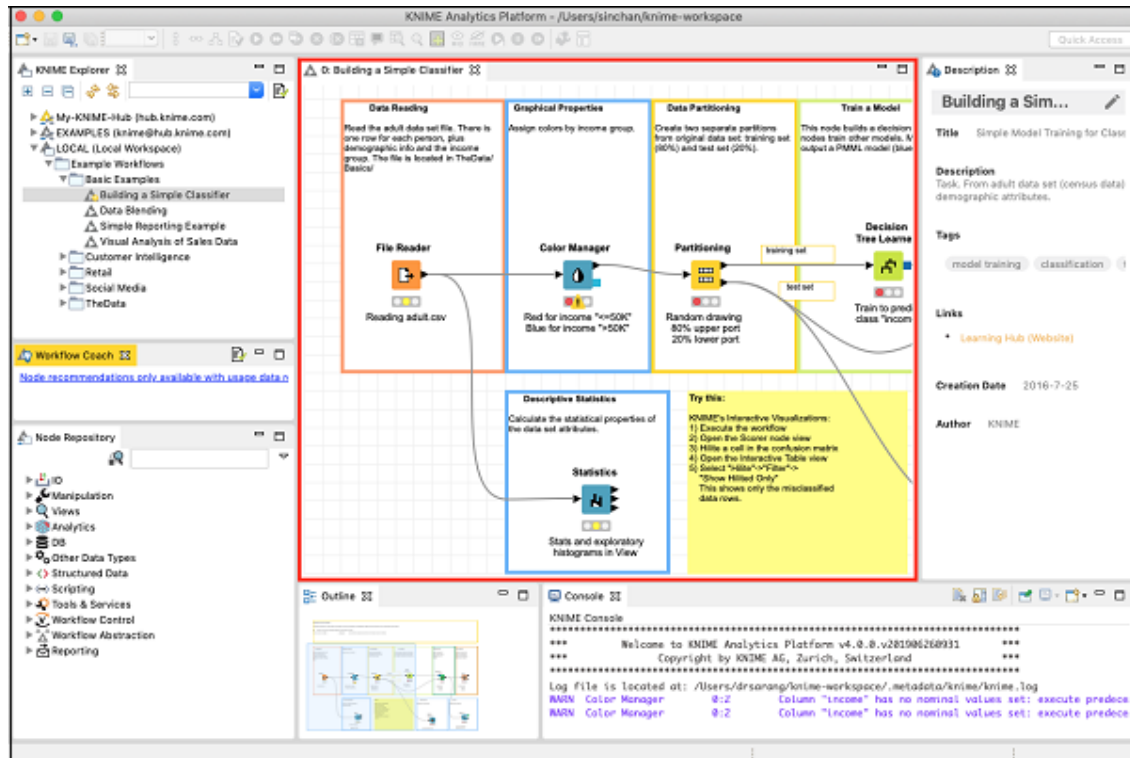 KNIME Analytics Platform - /Users/sinchan/knime-workspace
Quick Access
KNIME Explorer
My-KNIME-Hub (hub.knime.com)
EXAMPLES (knime@hub.knime.com)
LOCAL (Local Workspace)
Example Workflows
Basic Examples
Building a Simple Classifier
Data Blending
Simple Reporting Example
Visual Analysis of Sales Data
Customer Intelligence
Retail
Social Media
TheData
Workflow Coach
Node recommendations only available with usage data n
Node Repository
IO
Manipulation
Views
Analytics
DB
Other Data Types
Structured Data
Scripting
Tools & Services
Workflow Control
Workflow Abstraction
Reporting
0: Building a Simple Classifier
Data Reading
Read the adult data set file. There is
one row for each person, plus
demographic info and the income
group. The file is located in TheData/
Basics/
File Reader
Reading adult.csv
Graphical Properties
Assign colors by income group.
Color Manager
Red for income "<=50K"
Blue for income ">50K"
Data Partitioning
Create two separate partitions
from original data set: training set
(80%) and test set (20%).
Partitioning
Random drawing
80% upper port
20% lower port
training set
test set
Train a Model
This node builds a decision
nodes train other models. M
output a PMML model (blue
Decision
Tree Learne
Train to pred
class "incom
Descriptive Statistics
Calculate the statistical properties of
the data set attributes.
Statistics
Stats and exploratory
histograms in View
Try this:
KNIME's Interactive Visualizations:
1) Execute the workflow
2) Open the Scorer node view
3) Hilite a cell in the confusion matrix
4) Open the Interactive Table view
5) Select "Hilite"->"Filter"->
"Show Hilited Only"
This shows only the misclassified
data rows.
Description
Building a Sim...
Title Simple Model Training for Class
Description
Task. From adult data set (census data)
demographic attributes.
Tags
model training classification
Links
• Learning Hub (Website)
Creation Date 2016-7-25
Author KNIME
Outline
Console
KNIME Console
*** Welcome to KNIME Analytics Platform v4.0.0.v201906260931 ***
*** Copyright by KNIME AG, Zurich, Switzerland ***
Log file is located at: /Users/drsarang/knime-workspace/.metadata/knime/knime.log
WARN Color Manager 0:2 Column "income" has no nominal values set: execute predece
WARN Color Manager 0:2 Column "income" has no nominal values set: execute predece